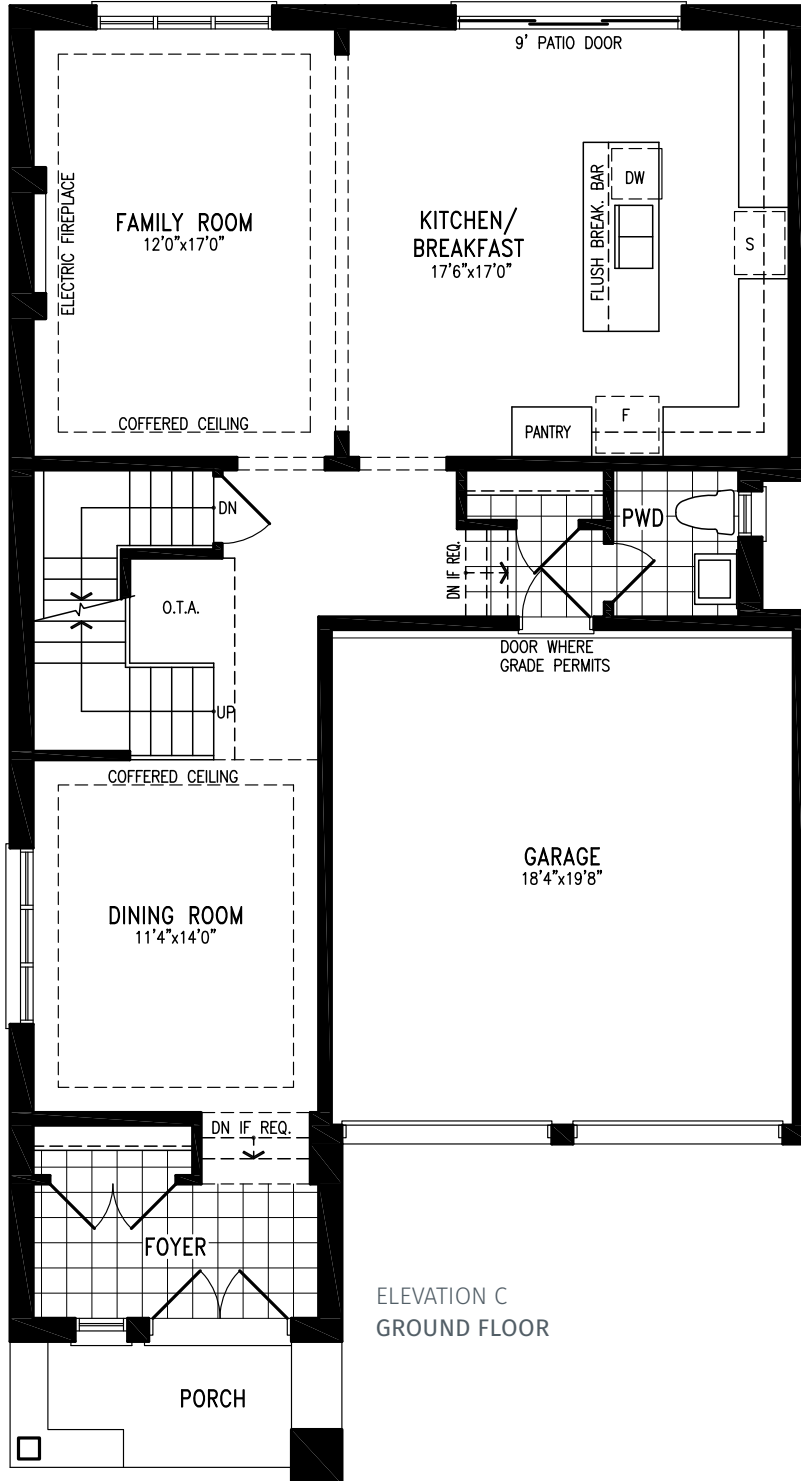 9' PATIO DOOR
FAMILY ROOM
12'0"x17'0"
ELECTRIC FIREPLACE
COFFERED CEILING
KITCHEN/
BREAKFAST
17'6"x17'0"
FLUSH BREAK. BAR
DW
S
F
PANTRY
DN
O.T.A.
UP
DN IF REQ.
PWD
DOOR WHERE
GRADE PERMITS
COFFERED CEILING
DINING ROOM
11'4"x14'0"
GARAGE
18'4"x19'8"
DN IF REQ.
FOYER
PORCH
ELEVATION C
GROUND FLOOR